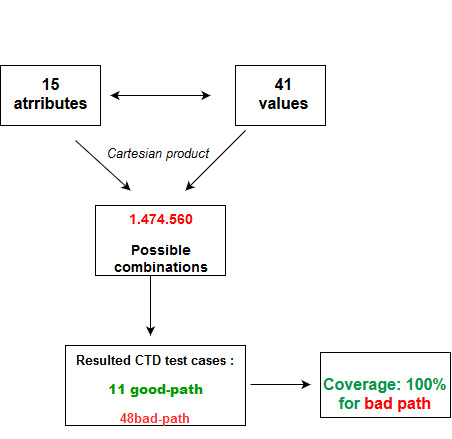 15
atrributes
41
values
Cartesian product
1.474.560
Possible
combinations
Resulted CTD test cases :
11 good-path
48bad-path
Coverage: 100%
for bad path